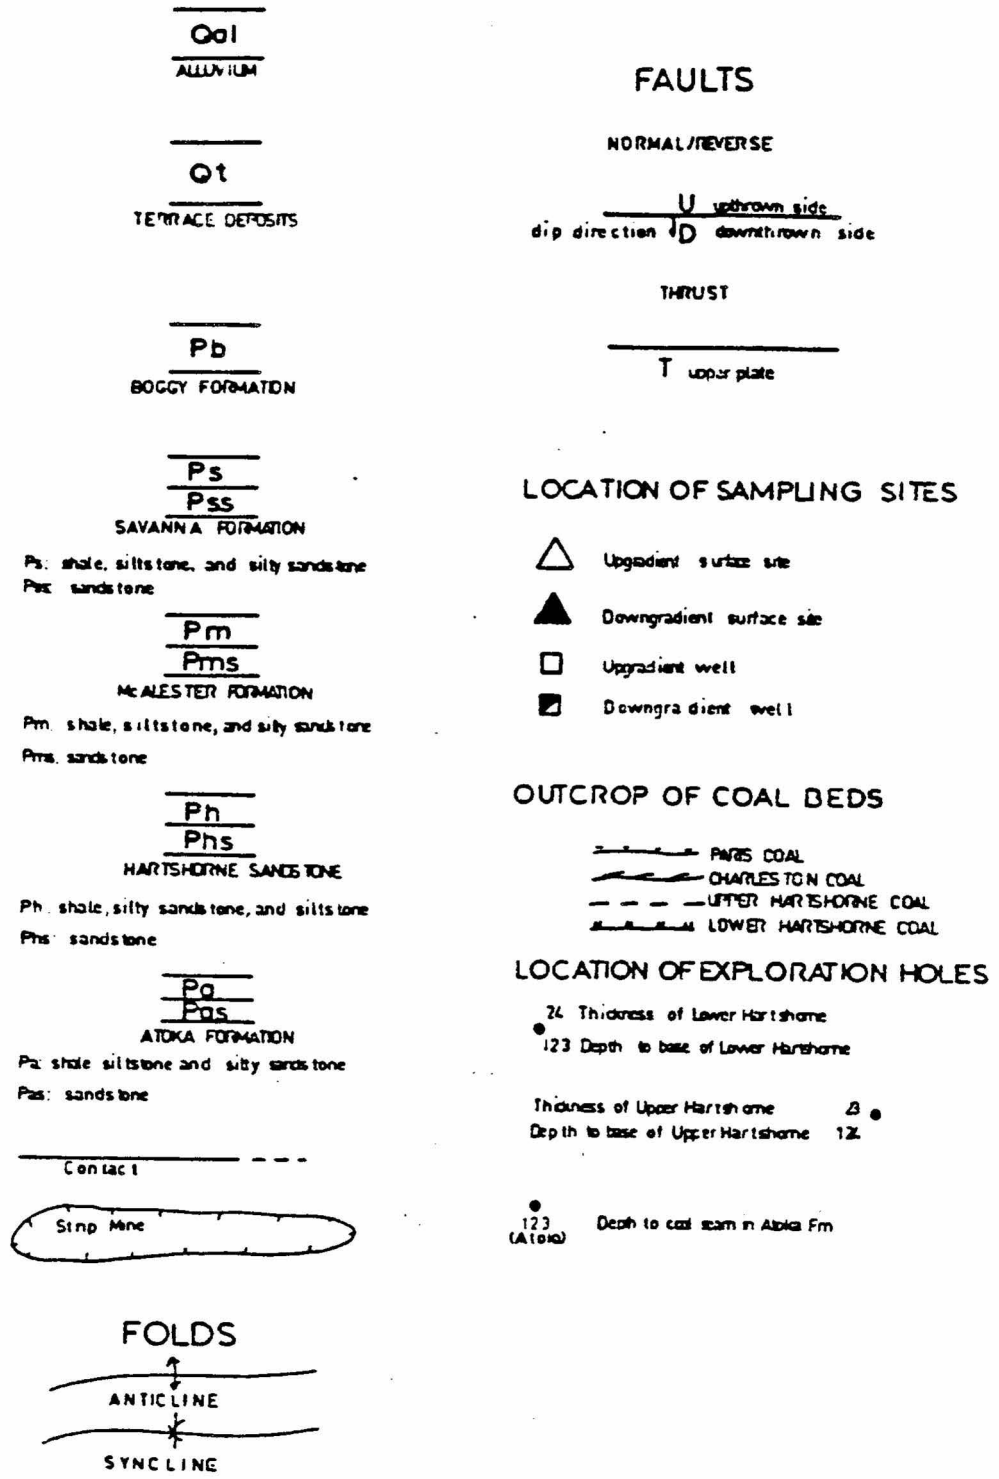 Qal
ALLUVIUM
Qt
TERRACE DEPOSITS
Pb
BOGGY FORMATION
Ps
Pss
SAVANNA FORMATION
Ps: shale, siltstone, and silty sandstone
Pss: sandstone
Pm
Pms
McALESTER FORMATION
Pm. shale, siltstone, and silty sandstone
Pms. sandstone
Ph
Phs
HARTSHORNE SANDSTONE
Ph. shale, silty sandstone, and siltstone
Phs: sandstone
Pa
Pas
ATOKA FORMATION
Pa: shale siltstone and silty sandstone
Pas: sandstone
Contact
Strip Mine
FOLDS
ANTICLINE
SYNCLINE
FAULTS
NORMAL/REVERSE
U upthrown side
dip direction D downthrown side
THRUST
T upper plate
LOCATION OF SAMPLING SITES
Upgradient surface site
Downgradient surface site
Upgradient well
Downgradient well
OUTCROP OF COAL BEDS
PARIS COAL
CHARLESTON COAL
UPPER HARTSHORNE COAL
LOWER HARTSHORNE COAL
LOCATION OF EXPLORATION HOLES
24 Thickness of Lower Hartshorne
123 Depth to base of Lower Hartshorne
Thickness of Upper Hartshorne
Depth to base of Upper Hartshorne
123
(Atoka)
Depth to coal seam in Atoka Fm